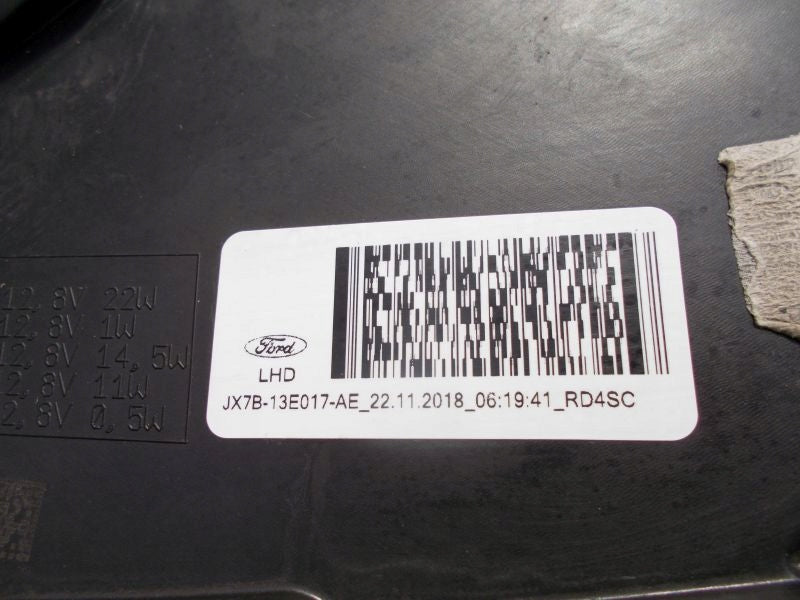 12,8V 22W
12,8V 1W
12,8V 14,5W
2,8V 11W
2,8V 0,5W
Ford
LHD
JX7B-13E017-AE_22.11.2018_06:19:41_RD4SC